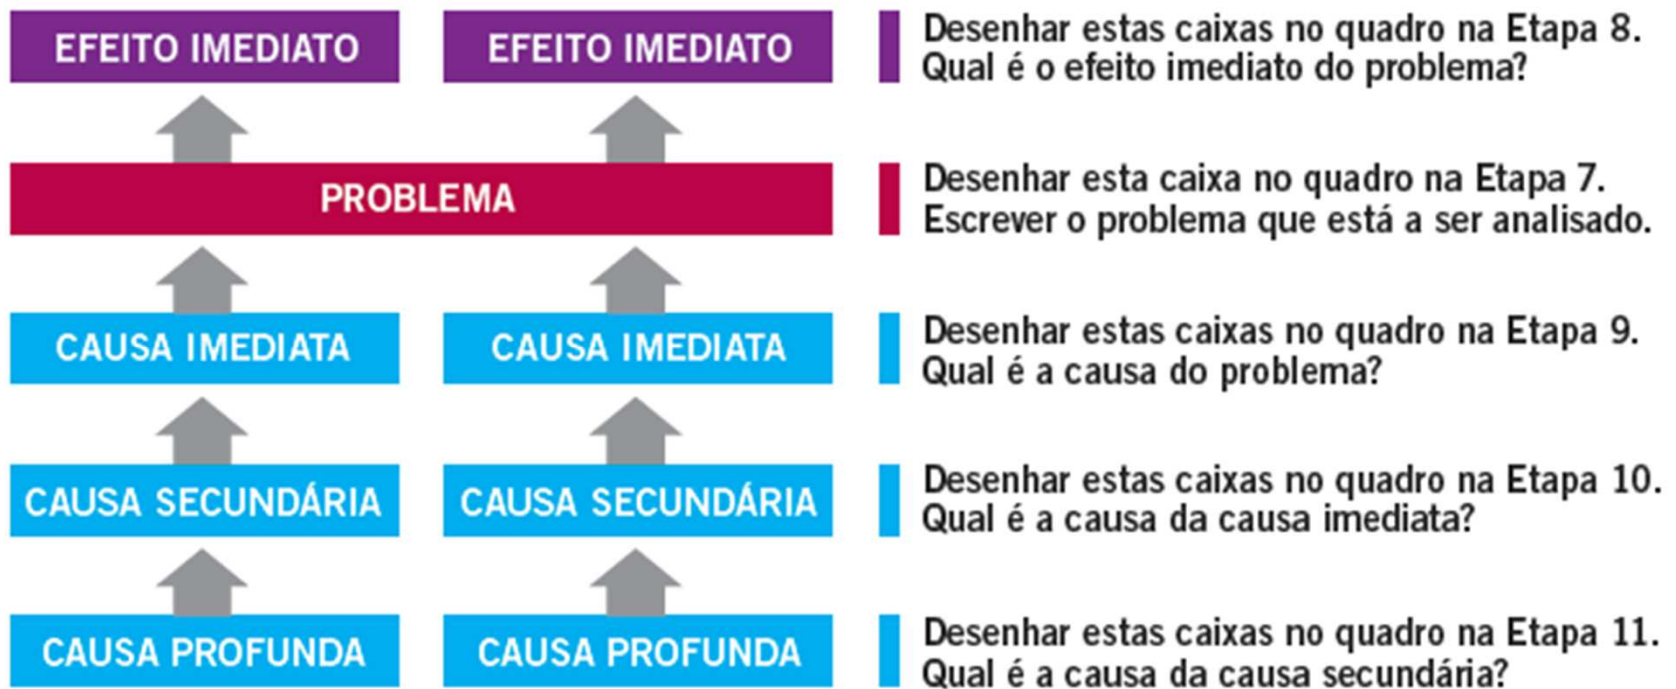 EFEITO IMEDIATO EFEITO IMEDIATO
Desenhar estas caixas no quadro na Etapa 8.
Qual é o efeito imediato do problema?
PROBLEMA
Desenhar esta caixa no quadro na Etapa 7.
Escrever o problema que está a ser analisado.
CAUSA IMEDIATA CAUSA IMEDIATA
Desenhar estas caixas no quadro na Etapa 9.
Qual é a causa do problema?
CAUSA SECUNDÁRIA CAUSA SECUNDÁRIA
Desenhar estas caixas no quadro na Etapa 10.
Qual é a causa da causa imediata?
CAUSA PROFUNDA CAUSA PROFUNDA
Desenhar estas caixas no quadro na Etapa 11.
Qual é a causa da causa secundária?